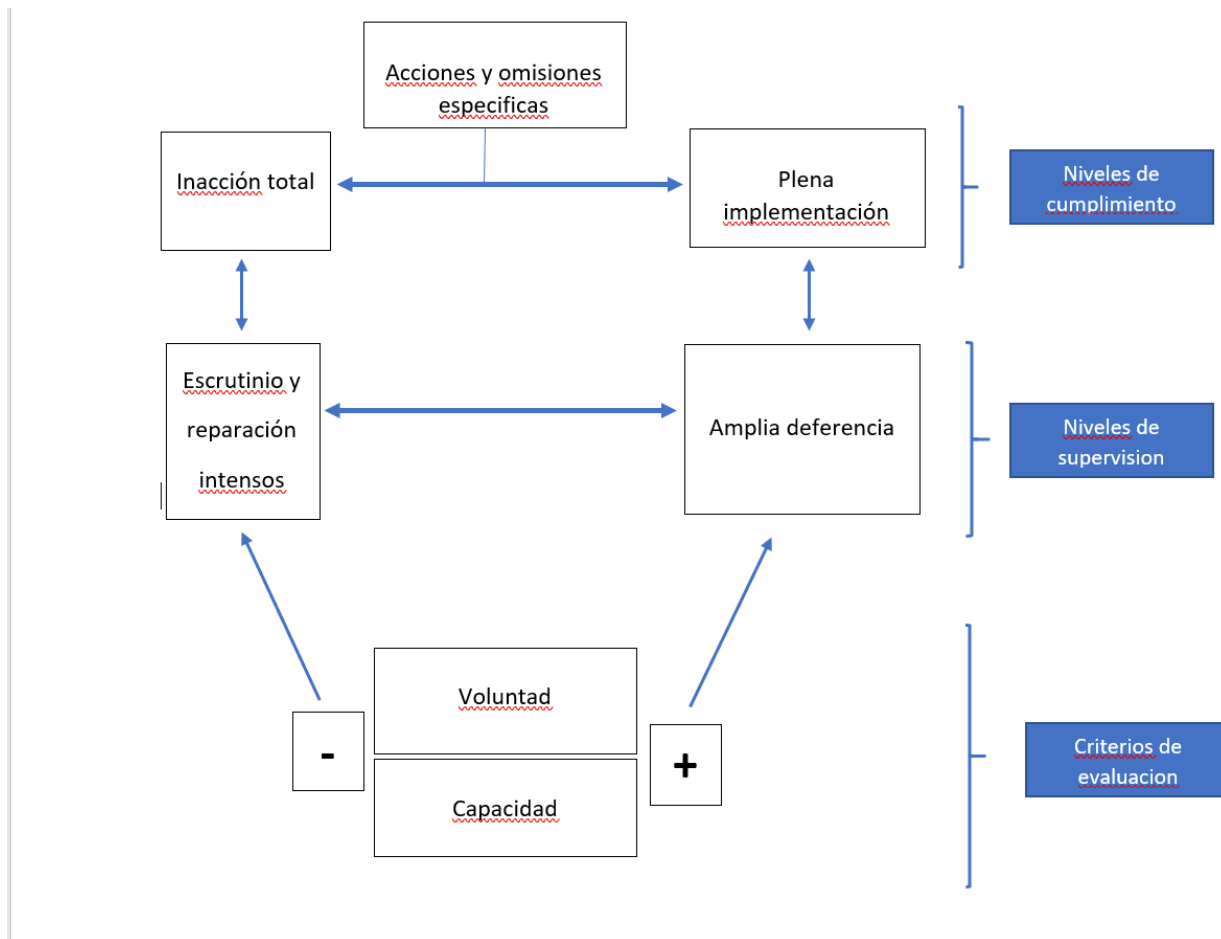 Acciones y omisiones
especificas
Inacción total
Plena
implementación
Niveles de
cumplimiento
Escrutinio y
reparación
intensos
Amplia deferencia
Niveles de
supervision
Voluntad
-
+
Capacidad
Criterios de
evaluacion